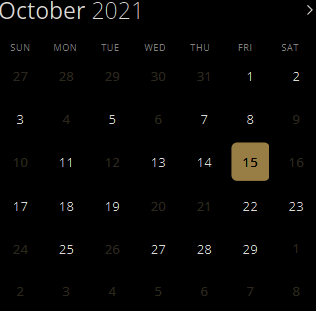 October 2021
SUN MON TUE WED THU FRI SAT
27 28 29 30 31 1 2
3 4 5 6 7 8 9
10 11 12 13 14 15 16
17 18 19 20 21 22 23
24 25 26 27 28 29 1
2 3 4 5 6 7 8